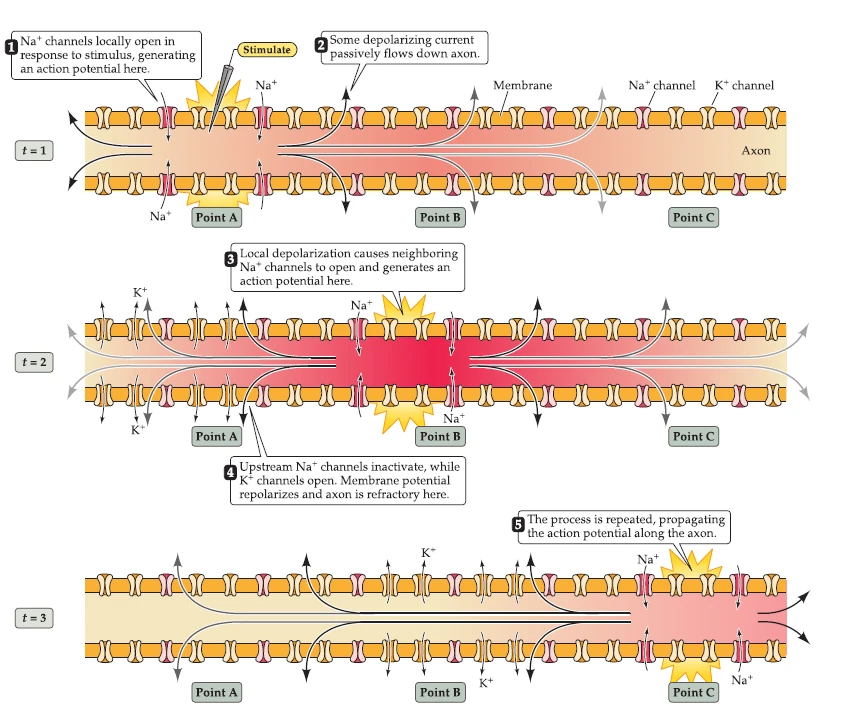 1
Na⁺ channels locally open in
response to stimulus, generating
an action potential here.
Stimulate
2
Some depolarizing current
passively flows down axon.
Na⁺
Membrane
Na⁺ channel
K⁺ channel
t = 1
Axon
Na⁺
Point A
Point B
Point C
3
Local depolarization causes neighboring
Na⁺ channels to open and generates an
action potential here.
K⁺
Na⁺
t = 2
K⁺
Na⁺
Point A
Point B
Point C
4
Upstream Na⁺ channels inactivate, while
K⁺ channels open. Membrane potential
repolarizes and axon is refractory here.
5
The process is repeated, propagating
the action potential along the axon.
K⁺
Na⁺
t = 3
K⁺
Na⁺
Point A
Point B
Point C